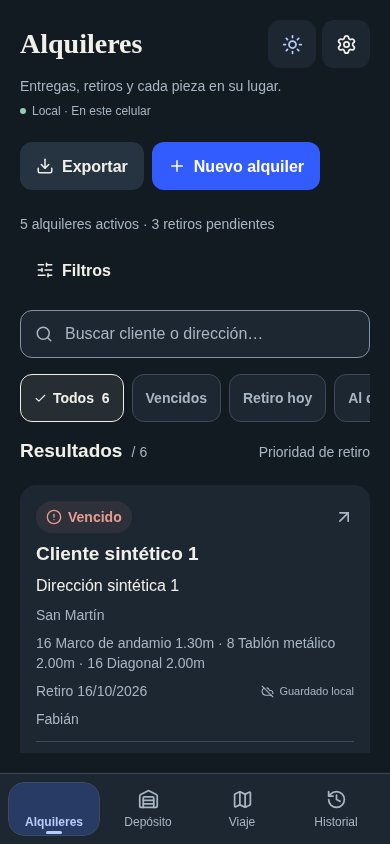 Alquileres
Entregas, retiros y cada pieza en su lugar.
Local · En este celular
Exportar
Nuevo alquiler
5 alquileres activos · 3 retiros pendientes
Filtros
Buscar cliente o dirección…
Todos 6
Vencidos
Retiro hoy
Al d
Resultados / 6
Prioridad de retiro
Vencido
Cliente sintético 1
Dirección sintética 1
San Martín
16 Marco de andamio 1.30m · 8 Tablón metálico
2.00m · 16 Diagonal 2.00m
Retiro 16/10/2026
Guardado local
Fabián
Alquileres
Depósito
Viaje
Historial